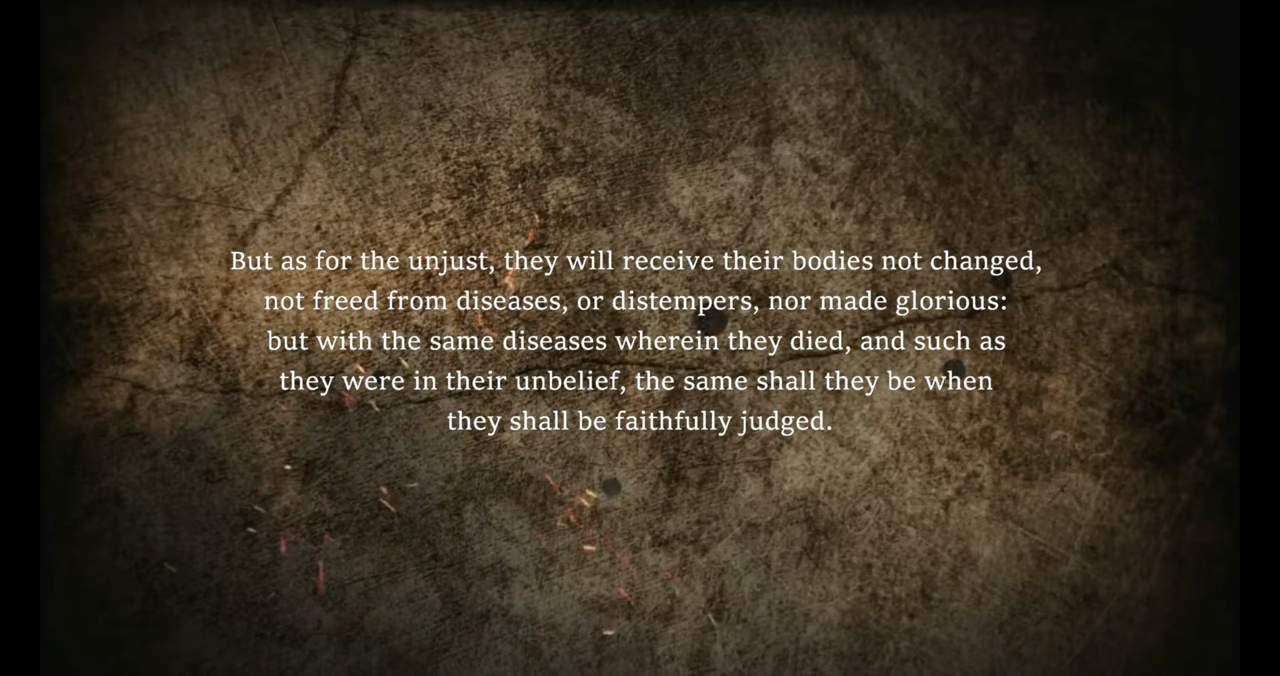 But as for the unjust, they will receive their bodies not changed,
not freed from diseases, or distempers, nor made glorious:
but with the same diseases wherein they died, and such as
they were in their unbelief, the same shall they be when
they shall be faithfully judged.